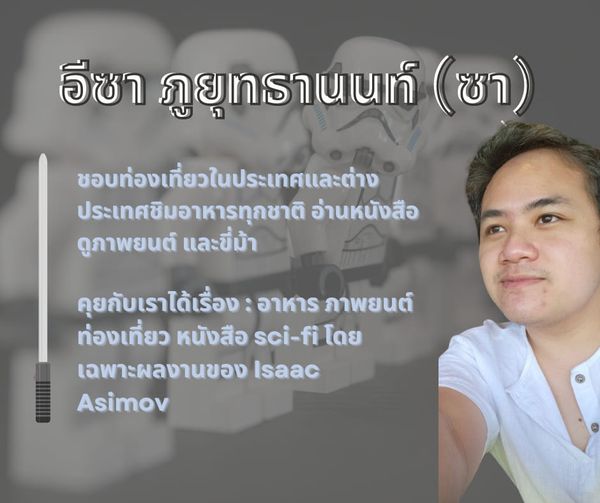 อีซา ภูยุทธานนท์ (ซา)
ชอบท่องเที่ยวในประเทศและต่าง
ประเทศชิมอาหารทุกชาติ อ่านหนังสือ
ดูภาพยนต์ และขี่ม้า
คุยกับเราได้เรื่อง : อาหาร ภาพยนต์
ท่องเที่ยว หนังสือ sci-fi โดย
เฉพาะผลงานของ Isaac
Asimov